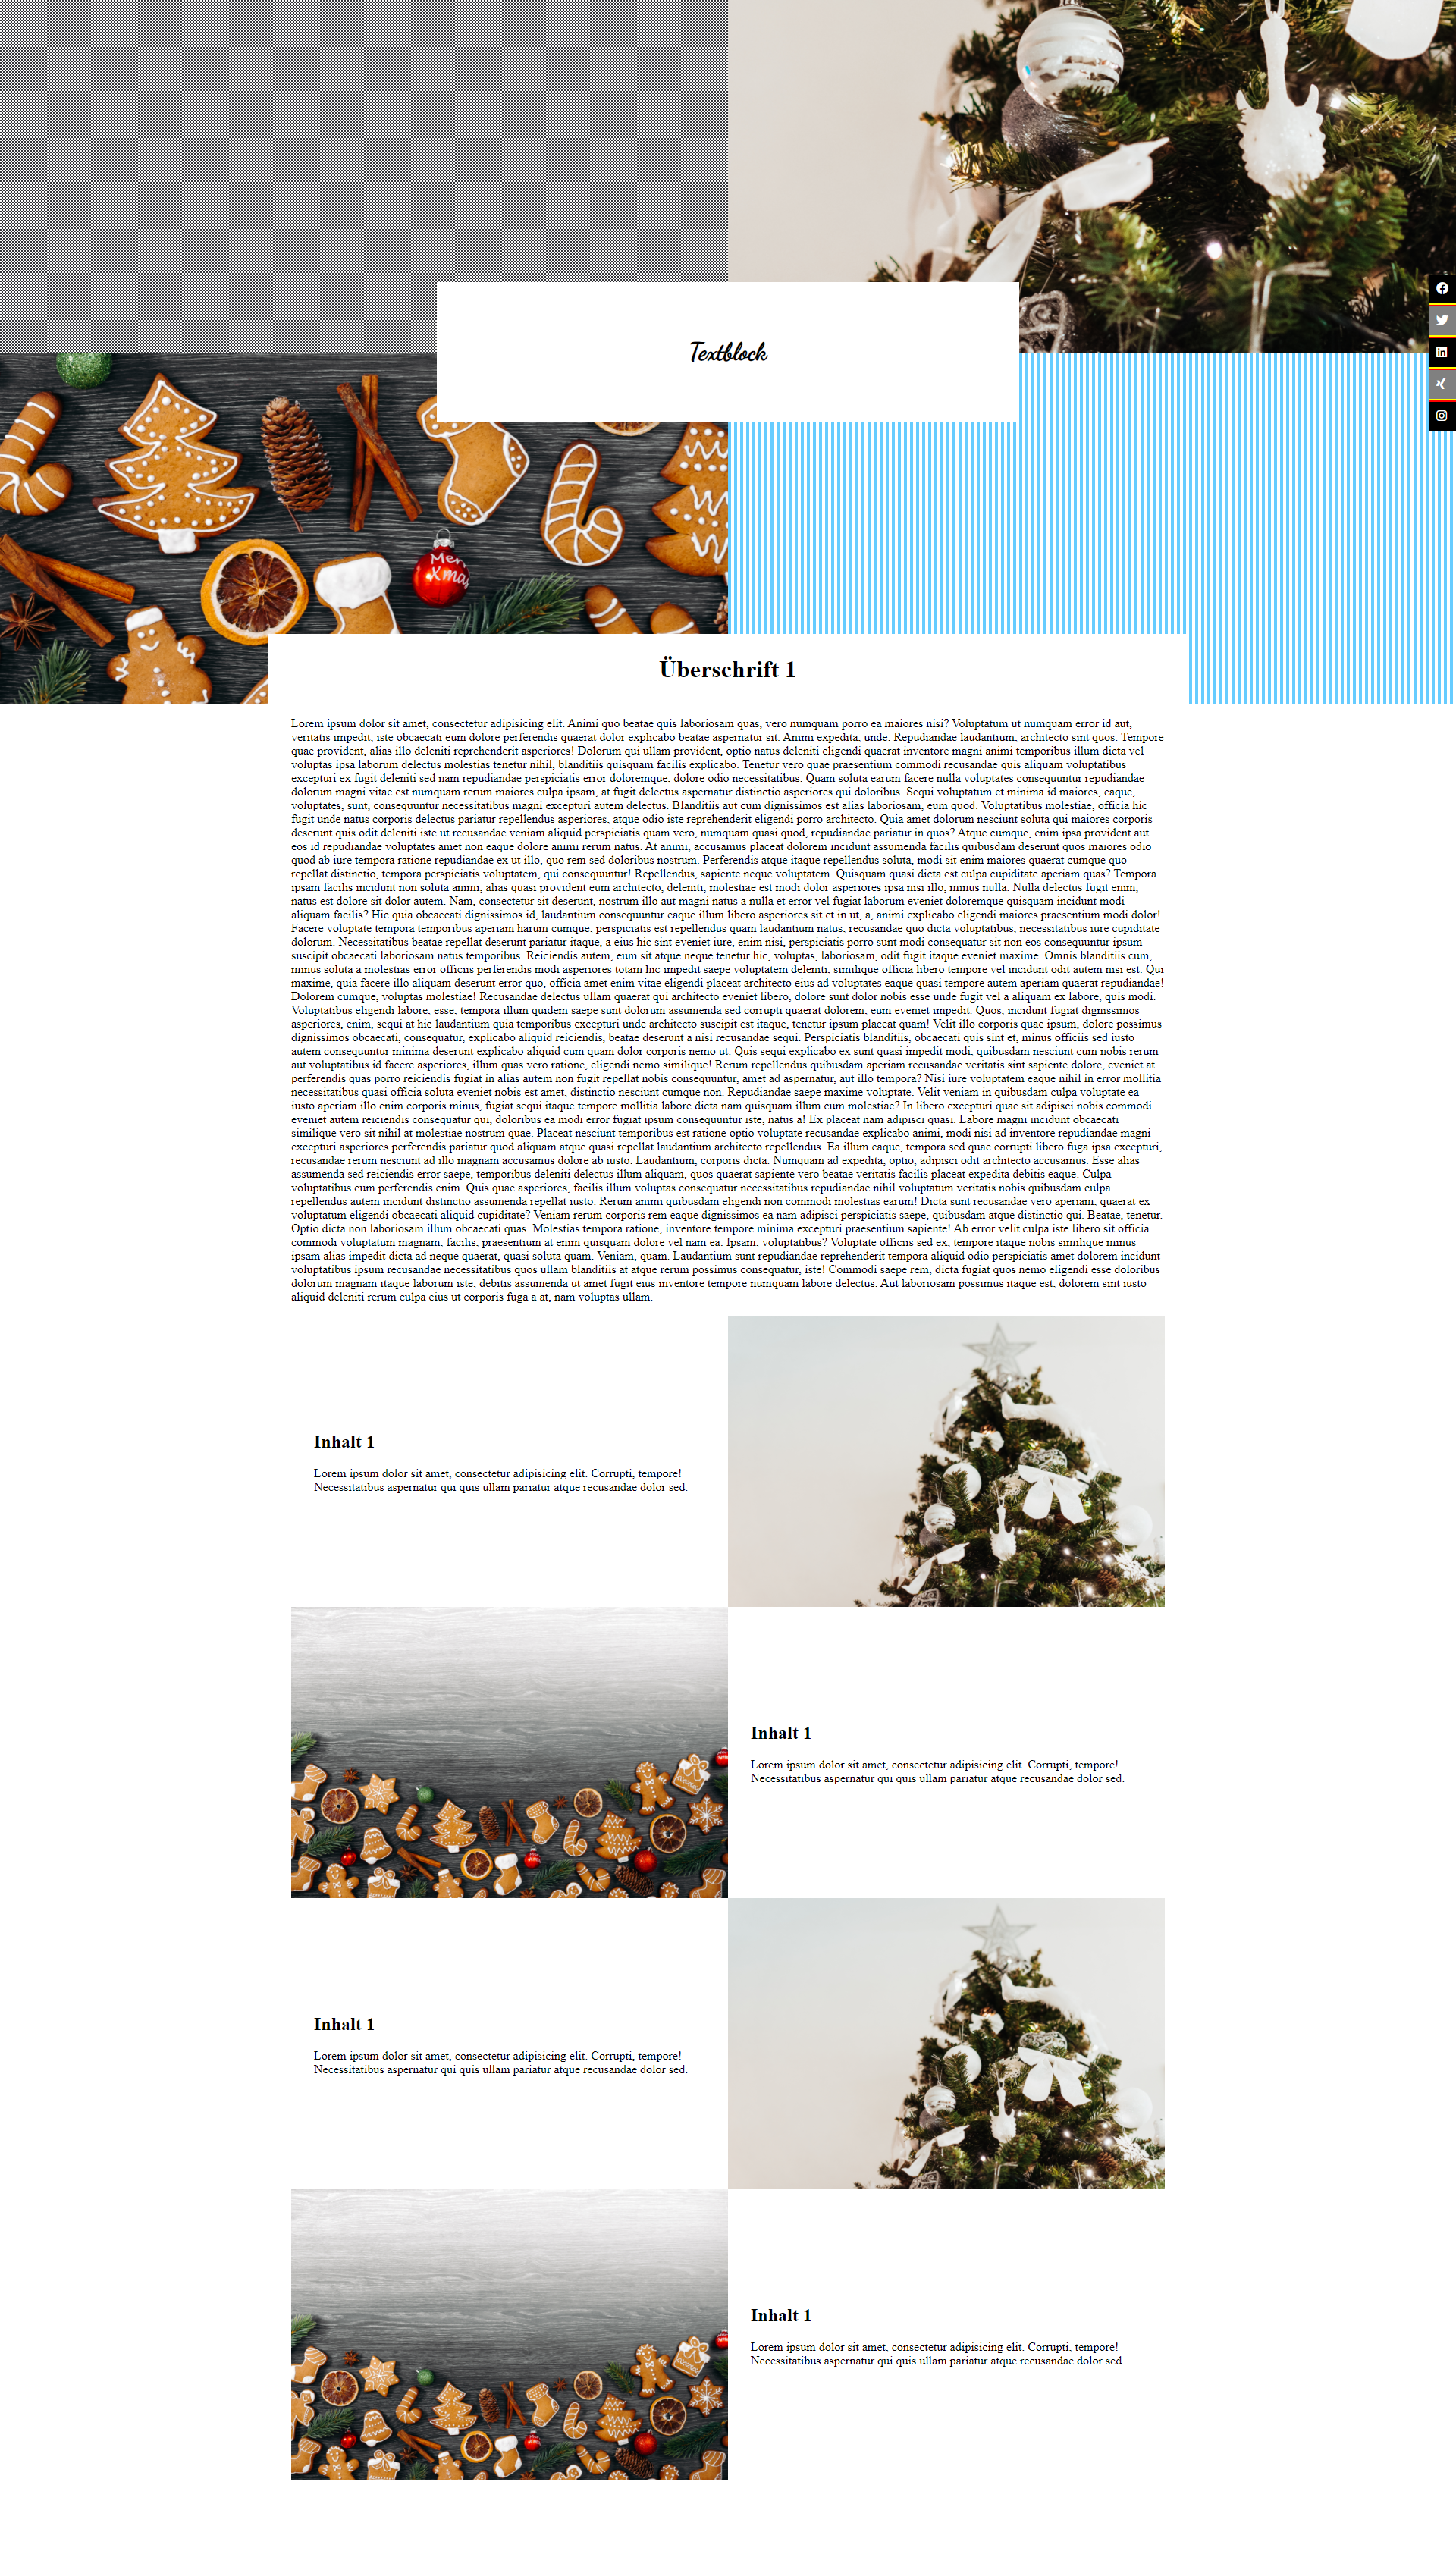 Textblock
Merry
Xmas
Überschrift 1
Lorem ipsum dolor sit amet, consectetur adipisicing elit. Animi quo beatae quis laboriosam quas, vero numquam porro ea maiores nisi? Voluptatum ut numquam error id aut,
veritatis impedit, iste obcaecati eum dolore perferendis quaerat dolor explicabo beatae aspernatur sit. Animi expedita, unde. Repudiandae laudantium, architecto sint quos. Tempore
quae provident, alias illo deleniti reprehenderit asperiores! Dolorum qui ullam provident, optio natus deleniti eligendi quaerat inventore magni animi temporibus illum dicta vel
voluptas ipsa laborum delectus molestias tenetur nihil, blanditiis quisquam facilis explicabo. Tenetur vero quae praesentium commodi recusandae quis aliquam voluptatibus
excepturi ex fugit deleniti sed nam repudiandae perspiciatis error doloremque, dolore odio necessitatibus. Quam soluta earum facere nulla voluptates consequuntur repudiandae
dolorum magni vitae est numquam rerum maiores culpa ipsam, at fugit delectus aspernatur distinctio asperiores qui doloribus. Sequi voluptatum et minima id maiores, eaque,
voluptates, sunt, consequuntur necessitatibus magni excepturi autem delectus. Blanditiis aut cum dignissimos est alias laboriosam, eum quod. Voluptatibus molestiae, officia hic
fugit unde natus corporis delectus pariatur repellendus asperiores, atque odio iste reprehenderit eligendi porro architecto. Quia amet dolorum nesciunt soluta qui maiores corporis
deserunt quis odit deleniti iste ut recusandae veniam aliquid perspiciatis quam vero, numquam quasi quod, repudiandae pariatur in quos? Atque cumque, enim ipsa provident aut
eos id repudiandae voluptates amet non eaque dolore animi rerum natus. At animi, accusamus placeat dolorem incidunt assumenda facilis quibusdam deserunt quos maiores odio
quod ab iure tempora ratione repudiandae ex ut illo, quo rem sed doloribus nostrum. Perferendis atque itaque repellendus soluta, modi sit enim maiores quaerat cumque quo
repellat distinctio, tempora perspiciatis voluptatem, qui consequuntur! Repellendus, sapiente neque voluptatem. Quisquam quasi dicta est culpa cupiditate aperiam quas? Tempora
ipsam facilis incidunt non soluta animi, alias quasi provident eum architecto, deleniti, molestiae est modi dolor asperiores ipsa nisi illo, minus nulla. Nulla delectus fugit enim,
natus est dolore sit dolor autem. Nam, consectetur sit deserunt, nostrum illo aut magni natus a nulla et error vel fugiat laborum eveniet doloremque quisquam incidunt modi
aliquam facilis? Hic quia obcaecati dignissimos id, laudantium consequuntur eaque illum libero asperiores sit et in ut, a, animi explicabo eligendi maiores praesentium modi dolor!
Facere voluptate tempora temporibus aperiam harum cumque, perspiciatis est repellendus quam laudantium natus, recusandae quo dicta voluptatibus, necessitatibus iure cupiditate
dolorum. Necessitatibus beatae repellat deserunt pariatur itaque, a eius hic sint eveniet iure, enim nisi, perspiciatis porro sunt modi consequatur sit non eos consequuntur ipsum
suscipit obcaecati laboriosam natus temporibus. Reiciendis autem, eum sit atque neque tenetur hic, voluptas, laboriosam, odit fugit itaque eveniet maxime. Omnis blanditiis cum,
minus soluta a molestias error officiis perferendis modi asperiores totam hic impedit saepe voluptatem deleniti, similique officia libero tempore vel incidunt odit autem nisi est. Qui
maxime, quia facere illo aliquam deserunt error quo, officia amet enim vitae eligendi placeat architecto eius ad voluptates eaque quasi tempore autem aperiam quaerat repudiandae!
Dolorem cumque, voluptas molestiae! Recusandae delectus ullam quaerat qui architecto eveniet libero, dolore sunt dolor nobis esse unde fugit vel a aliquam ex labore, quis modi.
Voluptatibus eligendi labore, esse, tempora illum quidem saepe sunt dolorum assumenda sed corrupti quaerat dolorem, eum eveniet impedit. Quos, incidunt fugiat dignissimos
asperiores, enim, sequi at hic laudantium quia temporibus excepturi unde architecto suscipit est itaque, tenetur ipsum placeat quam! Velit illo corporis quae ipsum, dolore possimus
dignissimos obcaecati, consequatur, explicabo aliquid reiciendis, beatae deserunt a nisi recusandae sequi. Perspiciatis blanditiis, obcaecati quis sint et, minus officiis sed iusto
autem consequuntur minima deserunt explicabo aliquid cum quam dolor corporis nemo ut. Quis sequi explicabo ex sunt quasi impedit modi, quibusdam nesciunt cum nobis rerum
aut voluptatibus id facere asperiores, illum quas vero ratione, eligendi nemo similique! Rerum repellendus quibusdam aperiam recusandae veritatis sint sapiente dolore, eveniet at
perferendis quas porro reiciendis fugiat in alias autem non fugit repellat nobis consequuntur, amet ad aspernatur, aut illo tempora? Nisi iure voluptatem eaque nihil in error mollitia
necessitatibus quasi officia soluta eveniet nobis est amet, distinctio nesciunt cumque non. Repudiandae saepe maxime voluptate. Velit veniam in quibusdam culpa voluptate ea
iusto aperiam illo enim corporis minus, fugiat sequi itaque tempore mollitia labore dicta nam quisquam illum cum molestiae? In libero excepturi quae sit adipisci nobis commodi
eveniet autem reiciendis consequatur qui, doloribus ea modi error fugiat ipsum consequuntur iste, natus a! Ex placeat nam adipisci quasi. Labore magni incidunt obcaecati
similique vero sit nihil at molestiae nostrum quae. Placeat nesciunt temporibus est ratione optio voluptate recusandae explicabo animi, modi nisi ad inventore repudiandae magni
excepturi asperiores perferendis pariatur quod aliquam atque quasi repellat laudantium architecto repellendus. Ea illum eaque, tempora sed quae corrupti libero fuga ipsa excepturi,
recusandae rerum nesciunt ad illo magnam accusamus dolore ab iusto. Laudantium, corporis dicta. Numquam ad expedita, optio, adipisci odit architecto accusamus. Esse alias
assumenda sed reiciendis error saepe, temporibus deleniti delectus illum aliquam, quos quaerat sapiente vero beatae veritatis facilis placeat expedita debitis eaque. Culpa
voluptatibus eum perferendis enim. Quis quae asperiores, facilis illum voluptas consequatur necessitatibus repudiandae nihil voluptatum veritatis nobis quibusdam culpa
repellendus autem incidunt distinctio assumenda repellat iusto. Rerum animi quibusdam eligendi non commodi molestias earum! Dicta sunt recusandae vero aperiam, quaerat ex
voluptatum eligendi obcaecati aliquid cupiditate? Veniam rerum corporis rem eaque dignissimos ea nam adipisci perspiciatis saepe, quibusdam atque distinctio qui. Beatae, tenetur.
Optio dicta non laboriosam illum obcaecati quas. Molestias tempora ratione, inventore tempore minima excepturi praesentium sapiente! Ab error velit culpa iste libero sit officia
commodi voluptatum magnam, facilis, praesentium at enim quisquam dolore vel nam ea. Ipsam, voluptatibus? Voluptate officiis sed ex, tempore itaque nobis similique minus
ipsam alias impedit dicta ad neque quaerat, quasi soluta quam. Veniam, quam. Laudantium sunt repudiandae reprehenderit tempora aliquid odio perspiciatis amet dolorem incidunt
voluptatibus ipsum recusandae necessitatibus quos ullam blanditiis at atque rerum possimus consequatur, iste! Commodi saepe rem, dicta fugiat quos nemo eligendi esse doloribus
dolorum magnam itaque laborum iste, debitis assumenda ut amet fugit eius inventore tempore numquam labore delectus. Aut laboriosam possimus itaque est, dolorem sint iusto
aliquid deleniti rerum culpa eius ut corporis fuga a at, nam voluptas ullam.
Inhalt 1
Lorem ipsum dolor sit amet, consectetur adipisicing elit. Corrupti, tempore!
Necessitatibus aspernatur qui quis ullam pariatur atque recusandae dolor sed.
Inhalt 1
Lorem ipsum dolor sit amet, consectetur adipisicing elit. Corrupti, tempore!
Necessitatibus aspernatur qui quis ullam pariatur atque recusandae dolor sed.
Inhalt 1
Lorem ipsum dolor sit amet, consectetur adipisicing elit. Corrupti, tempore!
Necessitatibus aspernatur qui quis ullam pariatur atque recusandae dolor sed.
Inhalt 1
Lorem ipsum dolor sit amet, consectetur adipisicing elit. Corrupti, tempore!
Necessitatibus aspernatur qui quis ullam pariatur atque recusandae dolor sed.